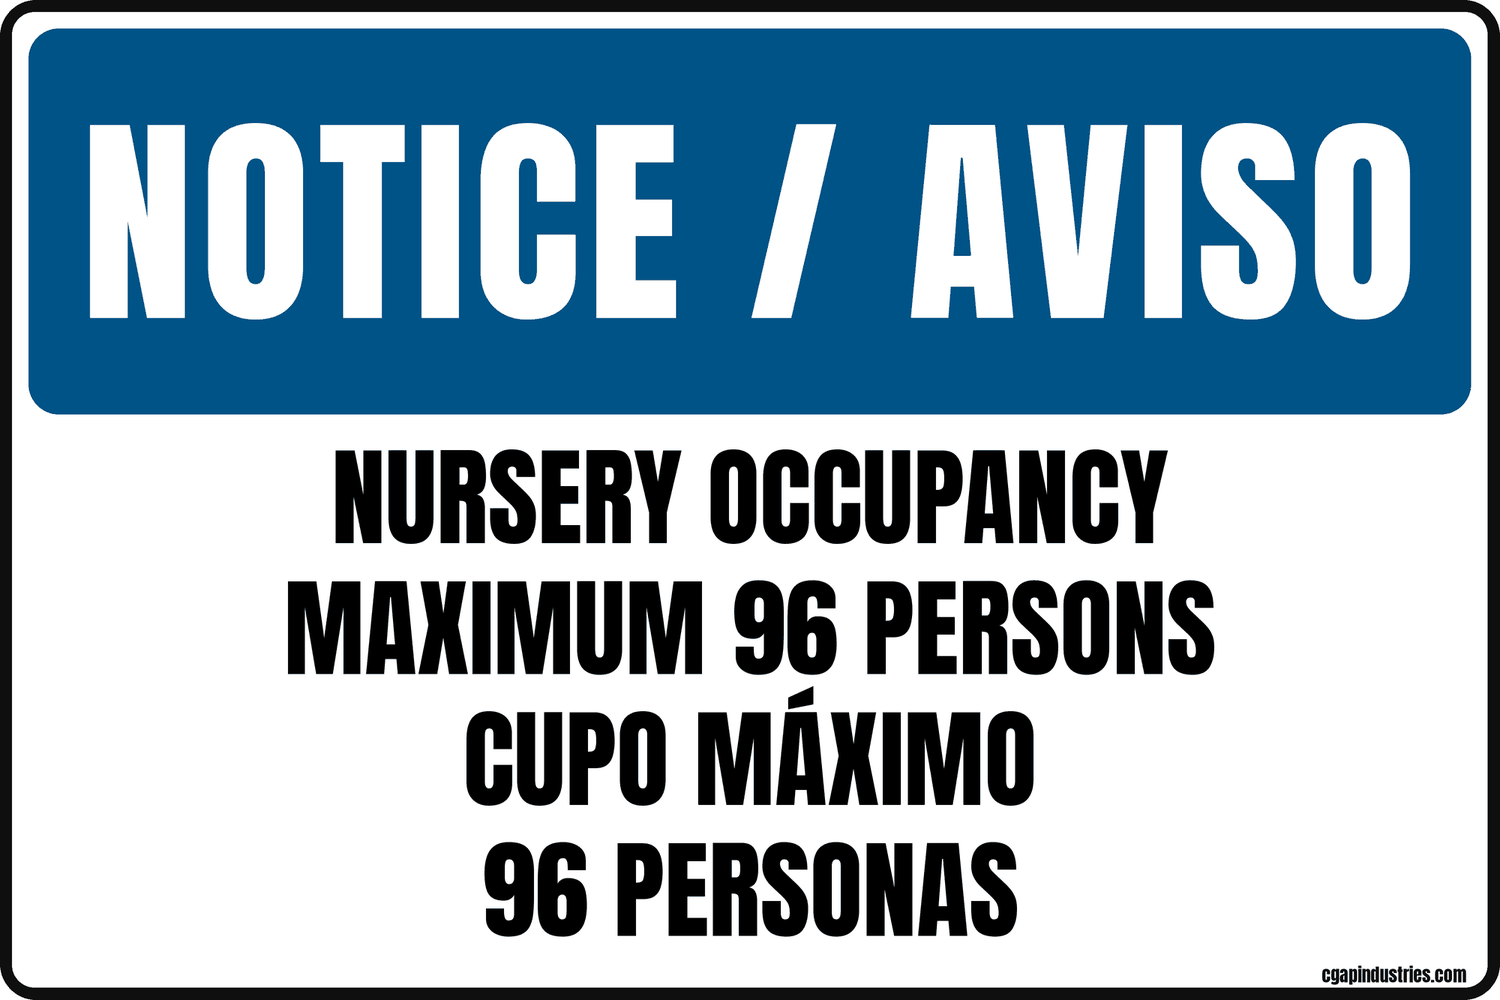 NOTICE / AVISO
NURSERY OCCUPANCY
MAXIMUM 96 PERSONS
CUPO MÁXIMO
96 PERSONAS
cgapindustries.com